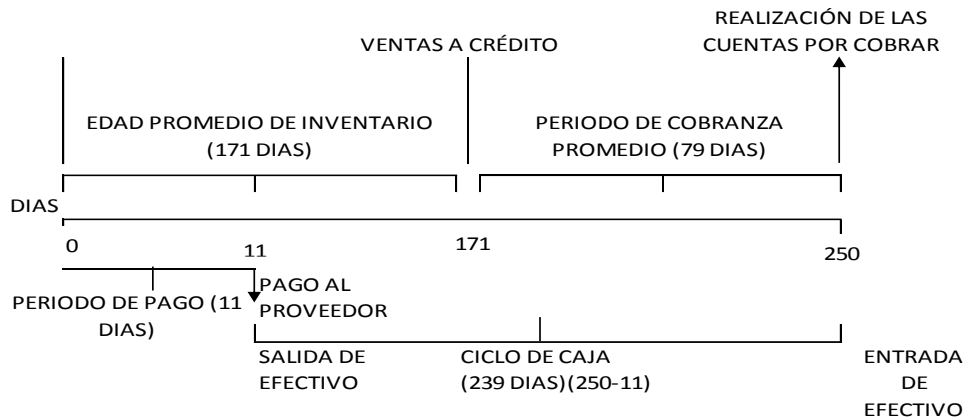 REALIZACIÓN DE LAS
CUENTAS POR COBRAR
VENTAS A CRÉDITO
EDAD PROMEDIO DE INVENTARIO
(171 DIAS)
PERIODO DE COBRANZA
PROMEDIO (79 DIAS)
DIAS
0
11
171
250
PERIODO DE PAGO (11
DIAS)
PAGO AL
PROVEEDOR
SALIDA DE
EFECTIVO
CICLO DE CAJA
(239 DIAS)(250-11)
ENTRADA
DE
EFECTIVO